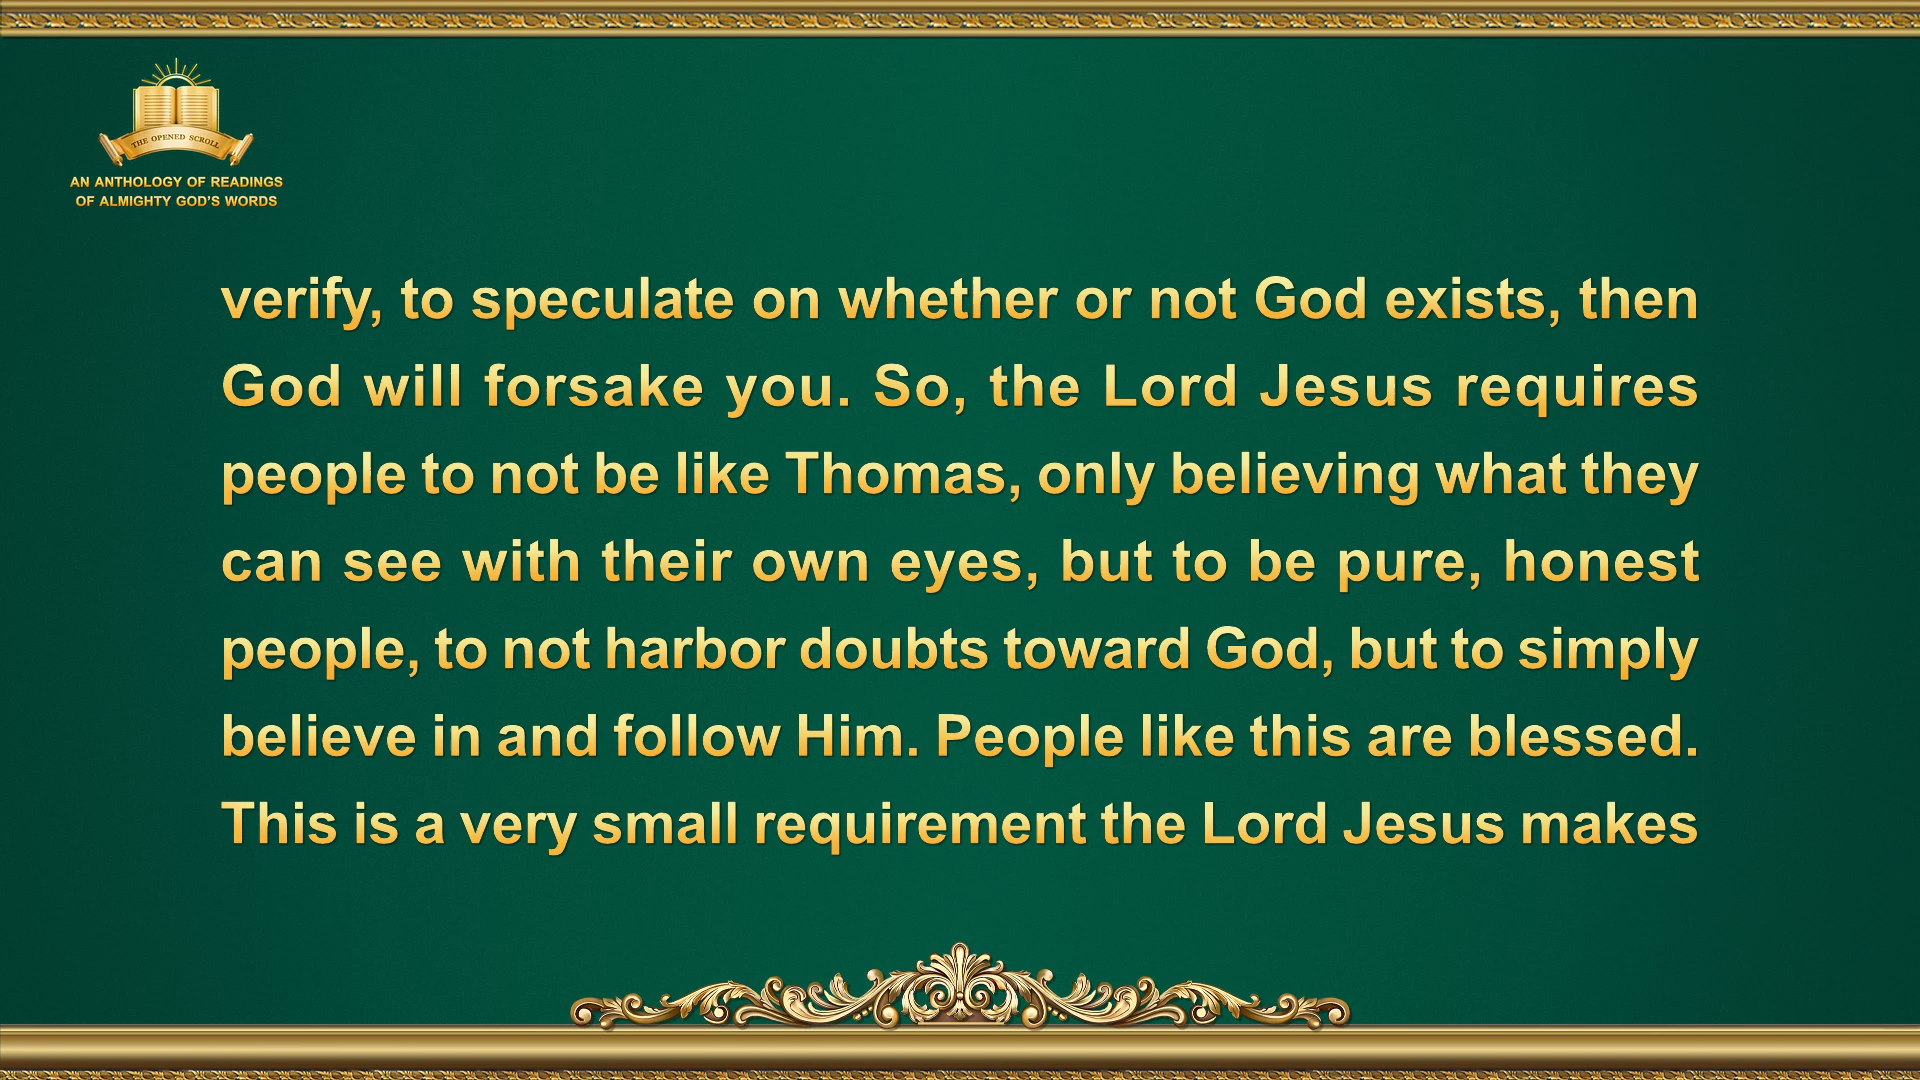 THE OPENED SCROLL
AN ANTHOLOGY OF READINGS
OF ALMIGHTY GOD'S WORDS
verify, to speculate on whether or not God exists, then
God will forsake you. So, the Lord Jesus requires
people to not be like Thomas, only believing what they
can see with their own eyes, but to be pure, honest
people, to not harbor doubts toward God, but to simply
believe in and follow Him. People like this are blessed.
This is a very small requirement the Lord Jesus makes